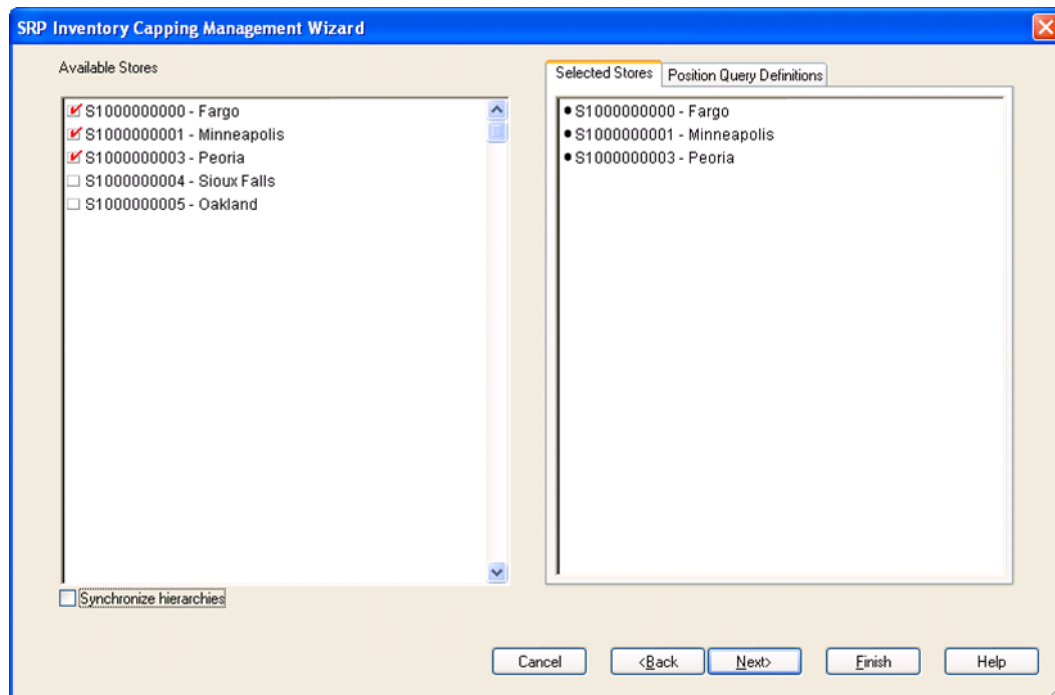 SRP Inventory Capping Management Wizard
Available Stores
S1000000000 - Fargo
S1000000001 - Minneapolis
S1000000003 - Peoria
S1000000004 - Sioux Falls
S1000000005 - Oakland
Synchronize hierarchies
Selected Stores Position Query Definitions
S1000000000 - Fargo
S1000000001 - Minneapolis
S1000000003 - Peoria
Cancel <Back Next> Finish Help